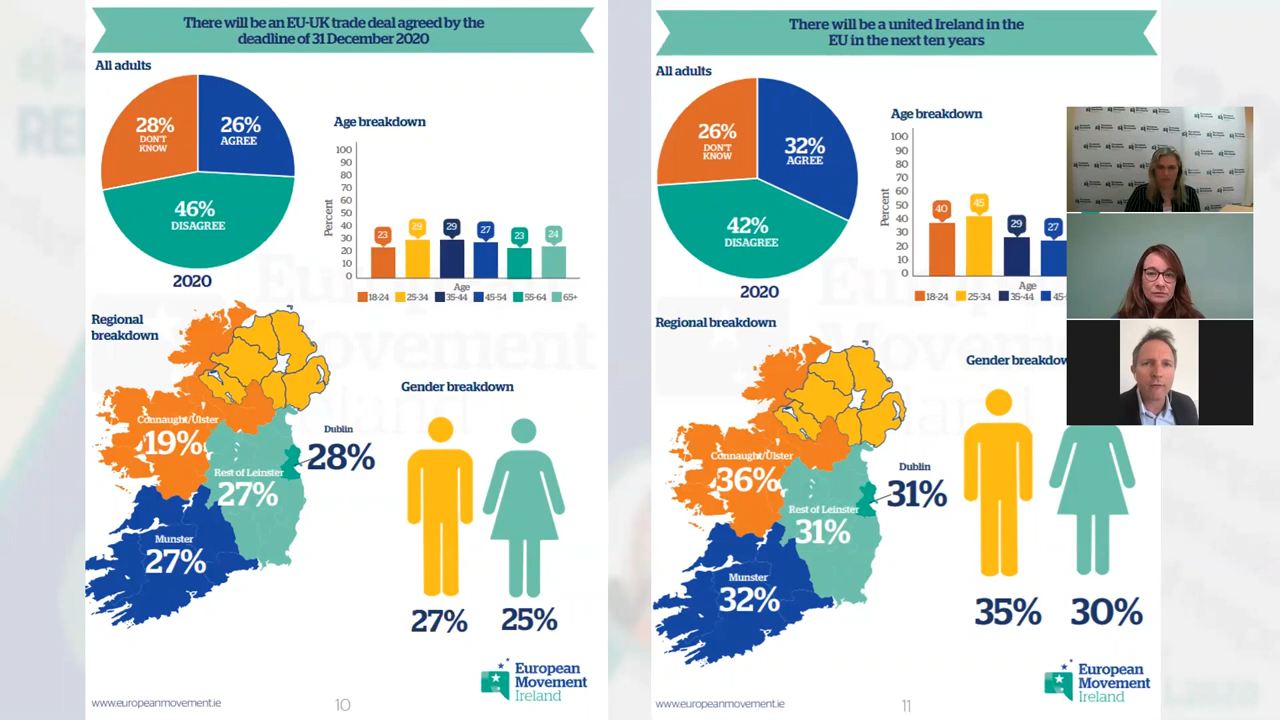 There will be an EU-UK trade deal agreed by the
deadline of 31 December 2020
All adults
28%
DON'T
KNOW
26%
AGREE
46%
DISAGREE
2020
Age breakdown
Percent
100
90
80
70
60
50
40
30
20
10
0
23
29
29
27
23
24
Age
18-24
25-34
35-44
45-54
55-64
65+
Regional
breakdown
Connaught/Ulster
19%
Dublin
28%
Rest of Leinster
27%
Munster
27%
Gender breakdown
27%
25%
European
Movement
Ireland
www.europeanmovement.ie
10
There will be a united Ireland in the
EU in the next ten years
All adults
26%
DON'T
KNOW
32%
AGREE
42%
DISAGREE
2020
Age breakdown
Percent
100
90
80
70
60
50
40
30
20
10
0
40
45
29
27
Age
18-24
25-34
35-44
45-
Regional breakdown
Connaught/Ulster
36%
Dublin
31%
Rest of Leinster
31%
Munster
32%
Gender breakdow
35%
30%
European
Movement
Ireland
www.europeanmovement.ie
11